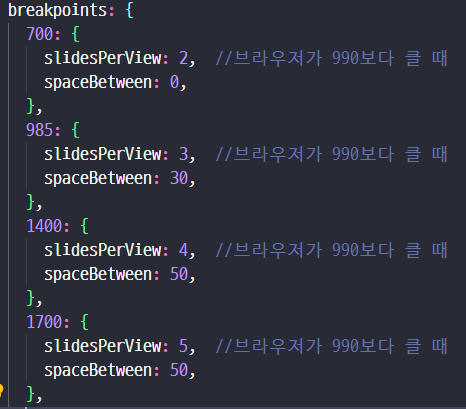 breakpoints: {
700: {
slidesPerView: 2, //브라우저가 990보다 클 때
spaceBetween: 0,
},
985: {
slidesPerView: 3, //브라우저가 990보다 클 때
spaceBetween: 30,
},
1400: {
slidesPerView: 4, //브라우저가 990보다 클 때
spaceBetween: 50,
},
1700: {
slidesPerView: 5, //브라우저가 990보다 클 때
spaceBetween: 50,
},